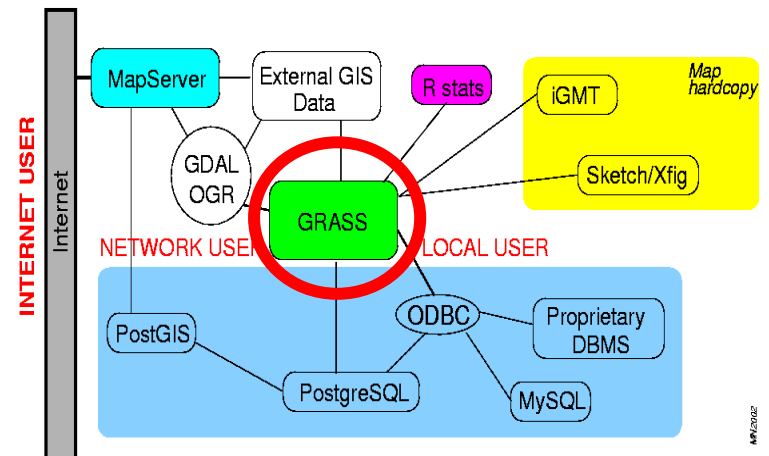 INTERNET USER
Internet
MapServer
External GIS
Data
R stats
iGMT
Map
hardcopy
GDAL
OGR
Sketch/Xfig
GRASS
NETWORK USER
LOCAL USER
PostGIS
ODBC
Proprietary
DBMS
PostgreSQL
MySQL
MN2002